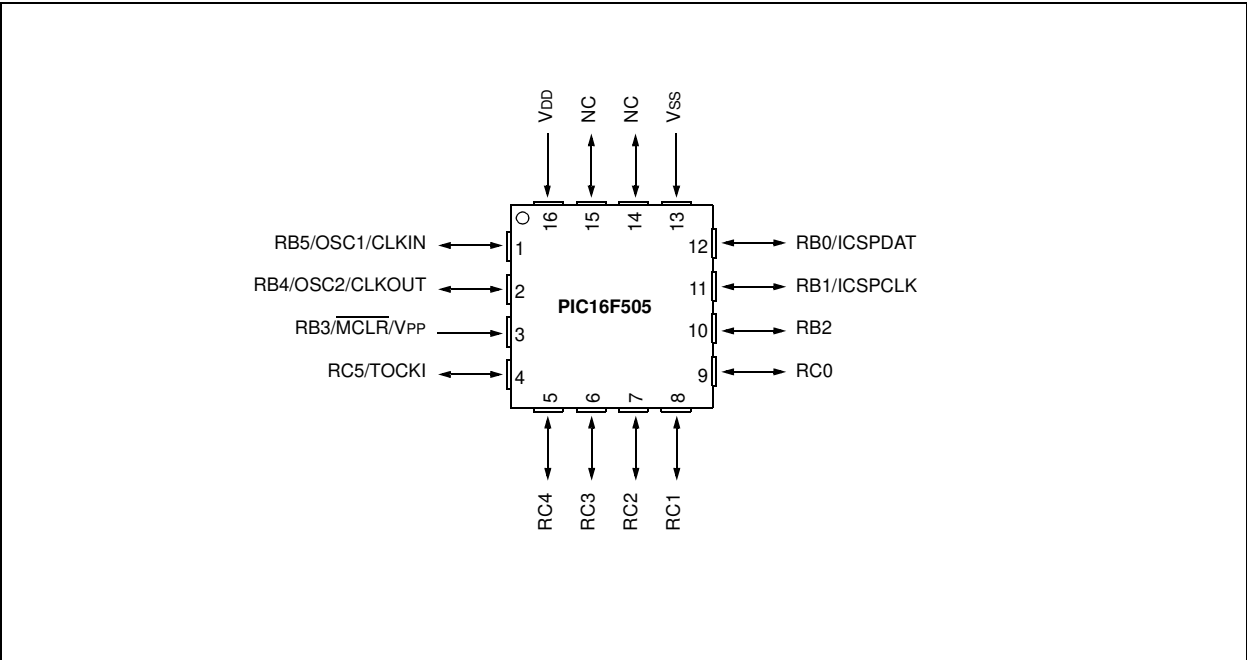 VDD
NC
NC
VSS
16
15
14
13
RB5/OSC1/CLKIN
1
12
RB0/ICSPDAT
RB4/OSC2/CLKOUT
2
11
RB1/ICSPCLK
PIC16F505
RB3/MCLR/VPP
3
10
RB2
RC5/TOCKI
4
9
RC0
5
6
7
8
RC4
RC3
RC2
RC1